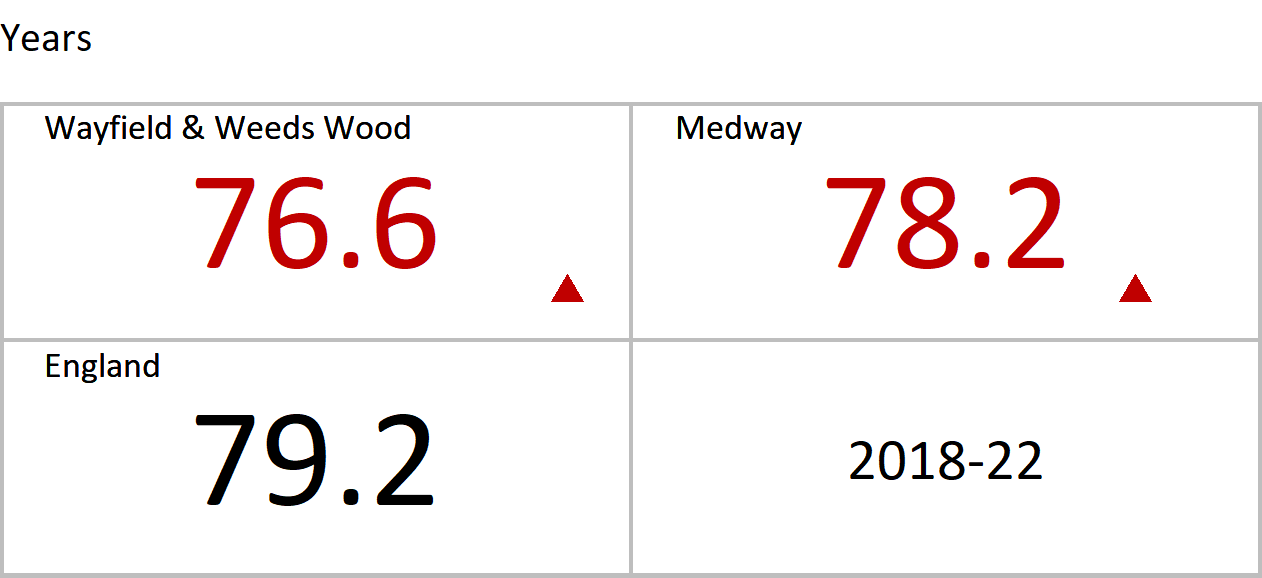 Years
Wayfield & Weeds Wood
76.6
Medway
78.2
England
79.2
2018-22